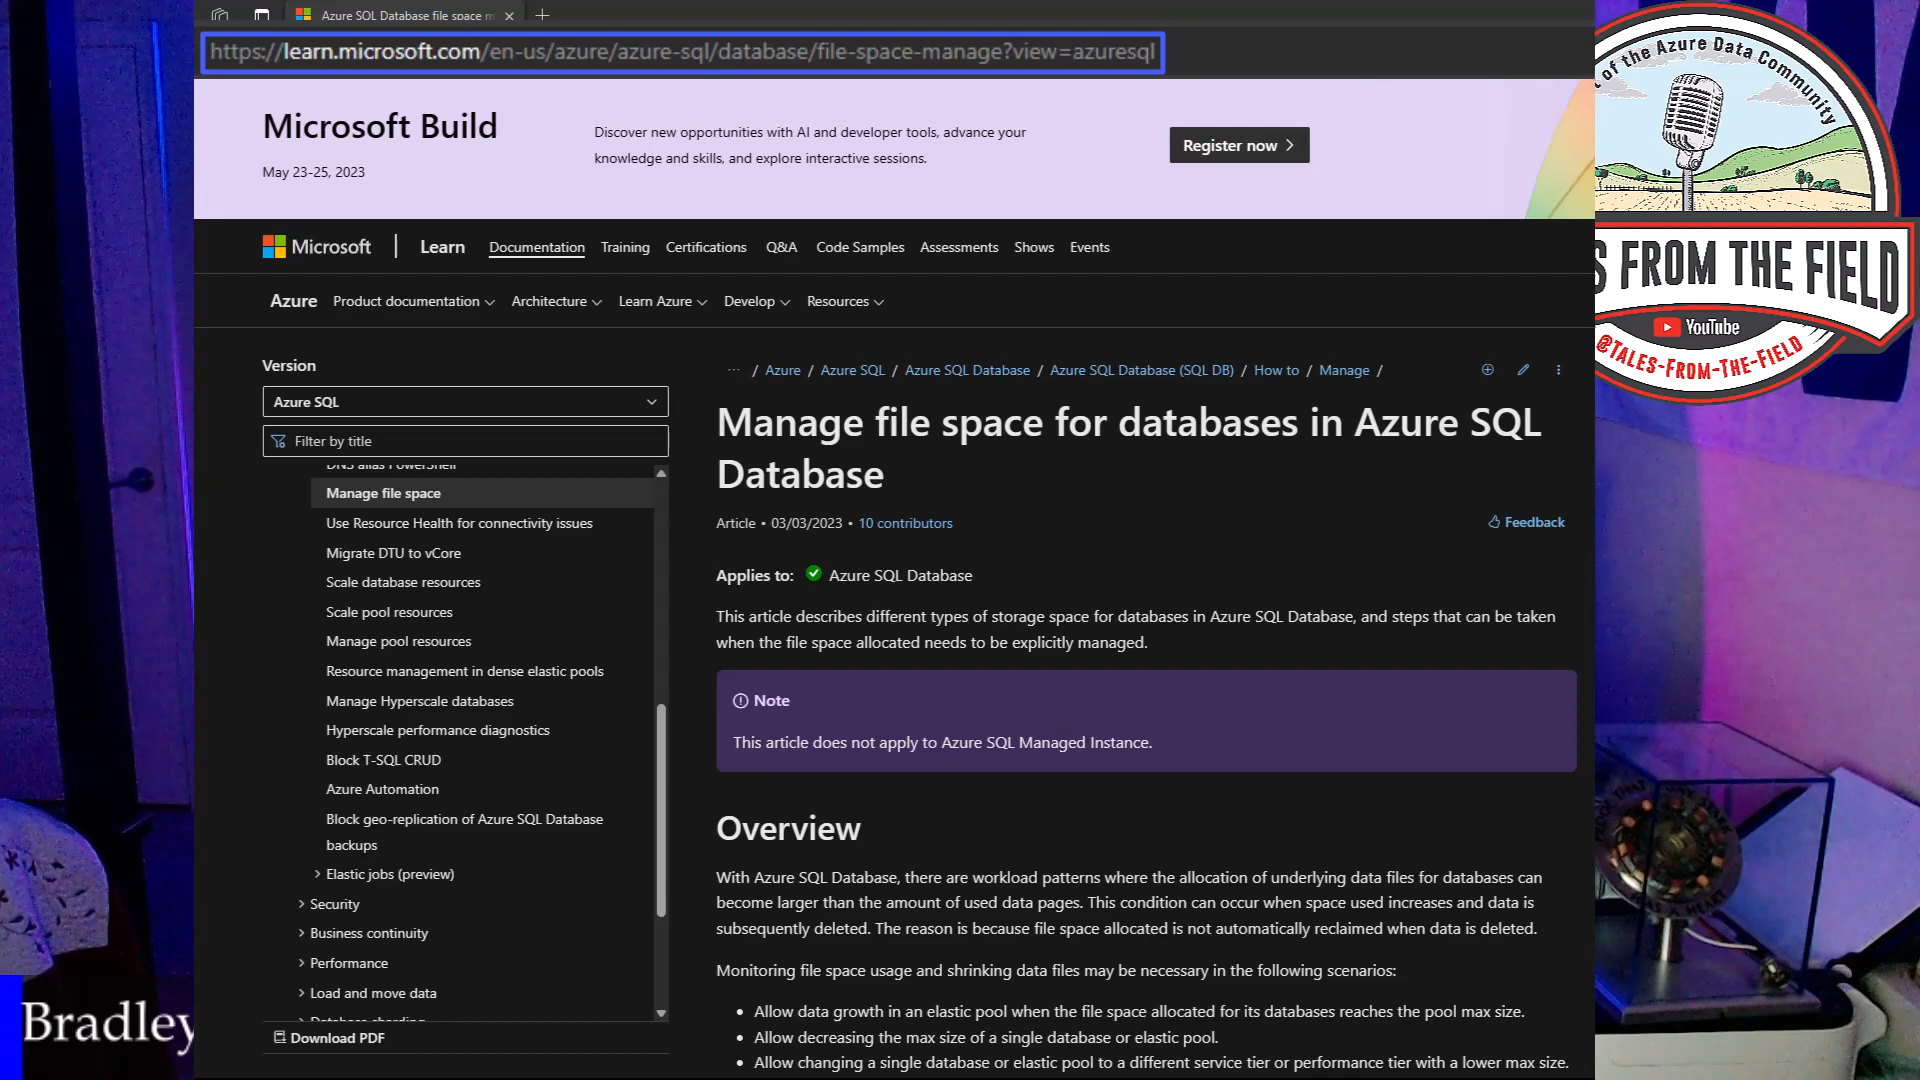 Azure SQL Database file space m
https://learn.microsoft.com/en-us/azure/azure-sql/database/file-space-manage?view=azuresql
Microsoft Build
May 23-25, 2023
Discover new opportunities with AI and developer tools, advance your
knowledge and skills, and explore interactive sessions.
Register now
of the Azure Data Community
S FROM THE FIELD
YouTube
@TALES-FROM-THE-FIELD
Microsoft
Learn
Documentation
Training
Certifications
Q&A
Code Samples
Assessments
Shows
Events
Azure
Product documentation
Architecture
Learn Azure
Develop
Resources
Version
Azure SQL
Filter by title
DNS alias PowerShell
Manage file space
Use Resource Health for connectivity issues
Migrate DTU to vCore
Scale database resources
Scale pool resources
Manage pool resources
Resource management in dense elastic pools
Manage Hyperscale databases
Hyperscale performance diagnostics
Block T-SQL CRUD
Azure Automation
Block geo-replication of Azure SQL Database
backups
Elastic jobs (preview)
Security
Business continuity
Performance
Load and move data
Database sharding
Download PDF
··· / Azure / Azure SQL / Azure SQL Database / Azure SQL Database (SQL DB) / How to / Manage /
Manage file space for databases in Azure SQL
Database
Article • 03/03/2023 • 10 contributors
Feedback
Applies to: Azure SQL Database
This article describes different types of storage space for databases in Azure SQL Database, and steps that can be taken
when the file space allocated needs to be explicitly managed.
Note
This article does not apply to Azure SQL Managed Instance.
Overview
With Azure SQL Database, there are workload patterns where the allocation of underlying data files for databases can
become larger than the amount of used data pages. This condition can occur when space used increases and data is
subsequently deleted. The reason is because file space allocated is not automatically reclaimed when data is deleted.
Monitoring file space usage and shrinking data files may be necessary in the following scenarios:
• Allow data growth in an elastic pool when the file space allocated for its databases reaches the pool max size.
• Allow decreasing the max size of a single database or elastic pool.
• Allow changing a single database or elastic pool to a different service tier or performance tier with a lower max size.
Bradley